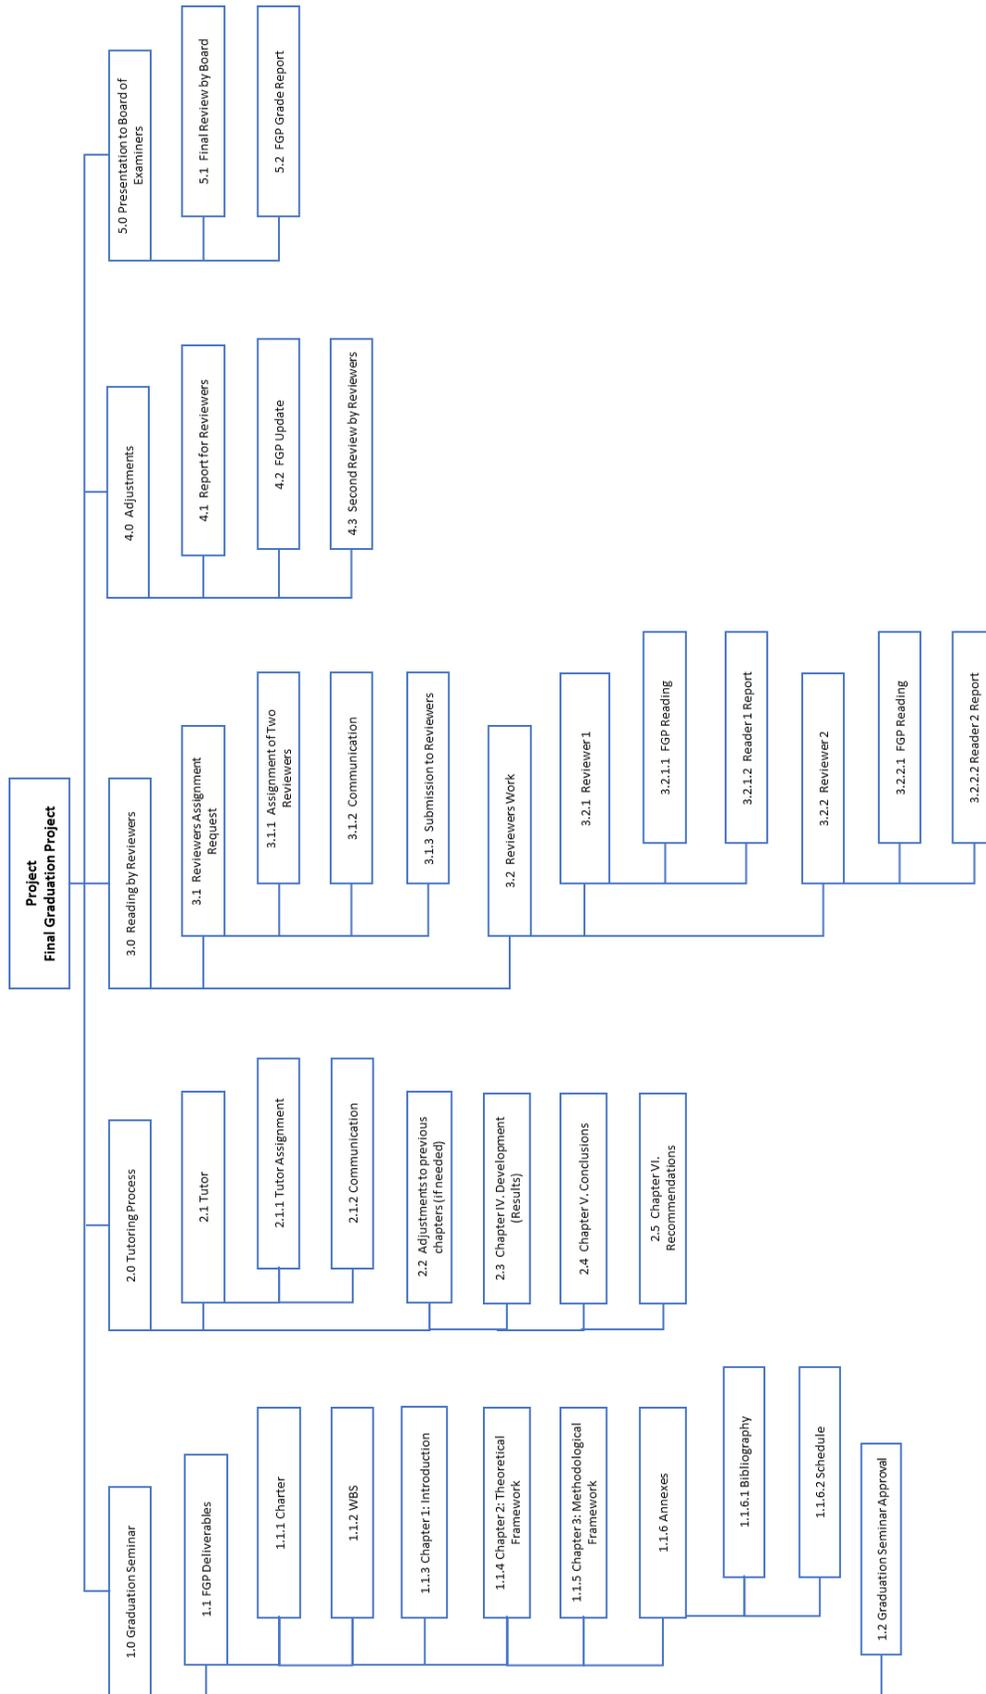 Project
Final Graduation Project
1.0 Graduation Seminar
1.1 FGP Deliverables
1.1.1 Charter
1.1.2 WBS
1.1.3 Chapter 1: Introduction
1.1.4 Chapter 2: Theoretical
Framework
1.1.5 Chapter 3: Methodological
Framework
1.1.6 Annexes
1.1.6.1 Bibliography
1.1.6.2 Schedule
1.2 Graduation Seminar Approval
2.0 Tutoring Process
2.1 Tutor
2.1.1 Tutor Assignment
2.1.2 Communication
2.2 Adjustments to previous
chapters (if needed)
2.3 Chapter IV. Development
(Results)
2.4 Chapter V. Conclusions
2.5 Chapter VI.
Recommendations
3.0 Reading by Reviewers
3.1 Reviewers Assignment
Request
3.1.1 Assignment of Two
Reviewers
3.1.2 Communication
3.1.3 Submission to Reviewers
3.2 Reviewers Work
3.2.1 Reviewer 1
3.2.1.1 FGP Reading
3.2.1.2 Reader 1 Report
3.2.2 Reviewer 2
3.2.2.1 FGP Reading
3.2.2.2 Reader 2 Report
4.0 Adjustments
4.1 Report for Reviewers
4.2 FGP Update
4.3 Second Review by Reviewers
5.0 Presentation to Board of
Examiners
5.1 Final Review by Board
5.2 FGP Grade Report